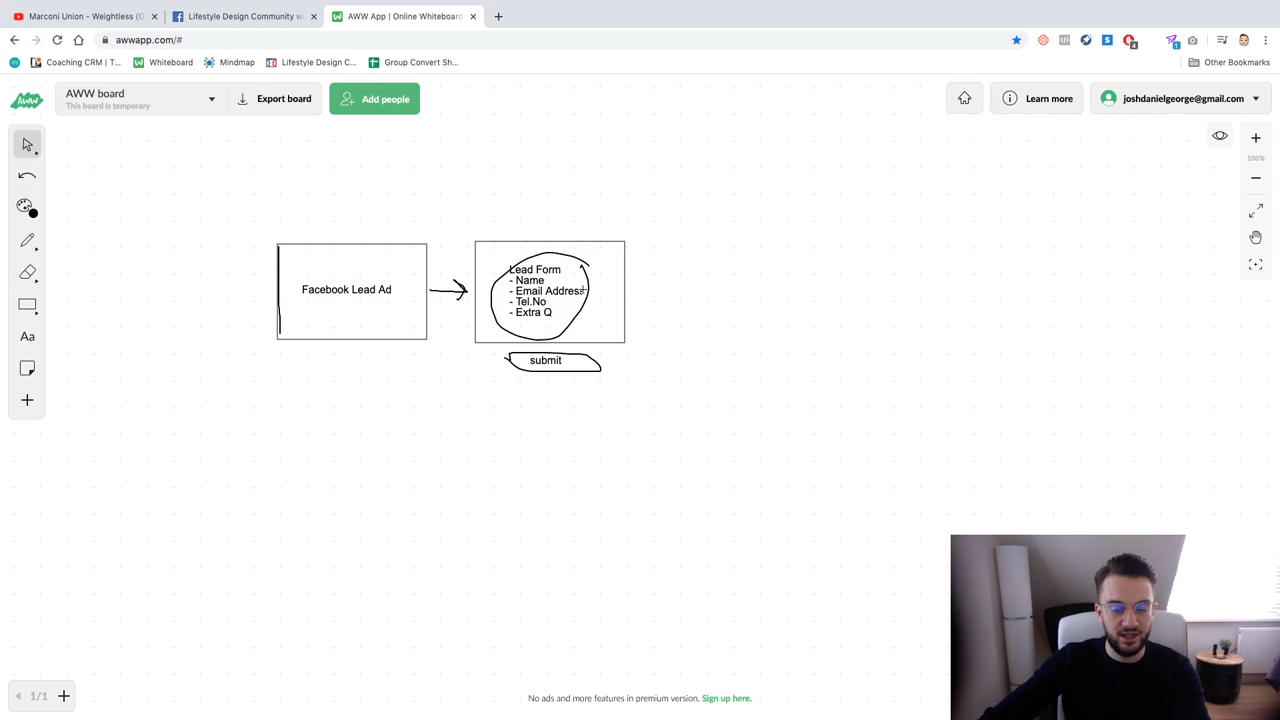 Marconi Union - Weightless (O
Lifestyle Design Community w
AWW App | Online Whiteboard
awwapp.com/#
4
1
Coaching CRM | T...
Whiteboard
Mindmap
Lifestyle Design C...
Group Convert Sh...
Other Bookmarks
AWW
AWW board
This board is temporary
Export board
Add people
Learn more
joshdanielgeorge@gmail.com
100%
Aa
Facebook Lead Ad
Lead Form
- Name
- Email Address
- Tel.No
- Extra Q
submit
1/1
No ads and more features in premium version. Sign up here.